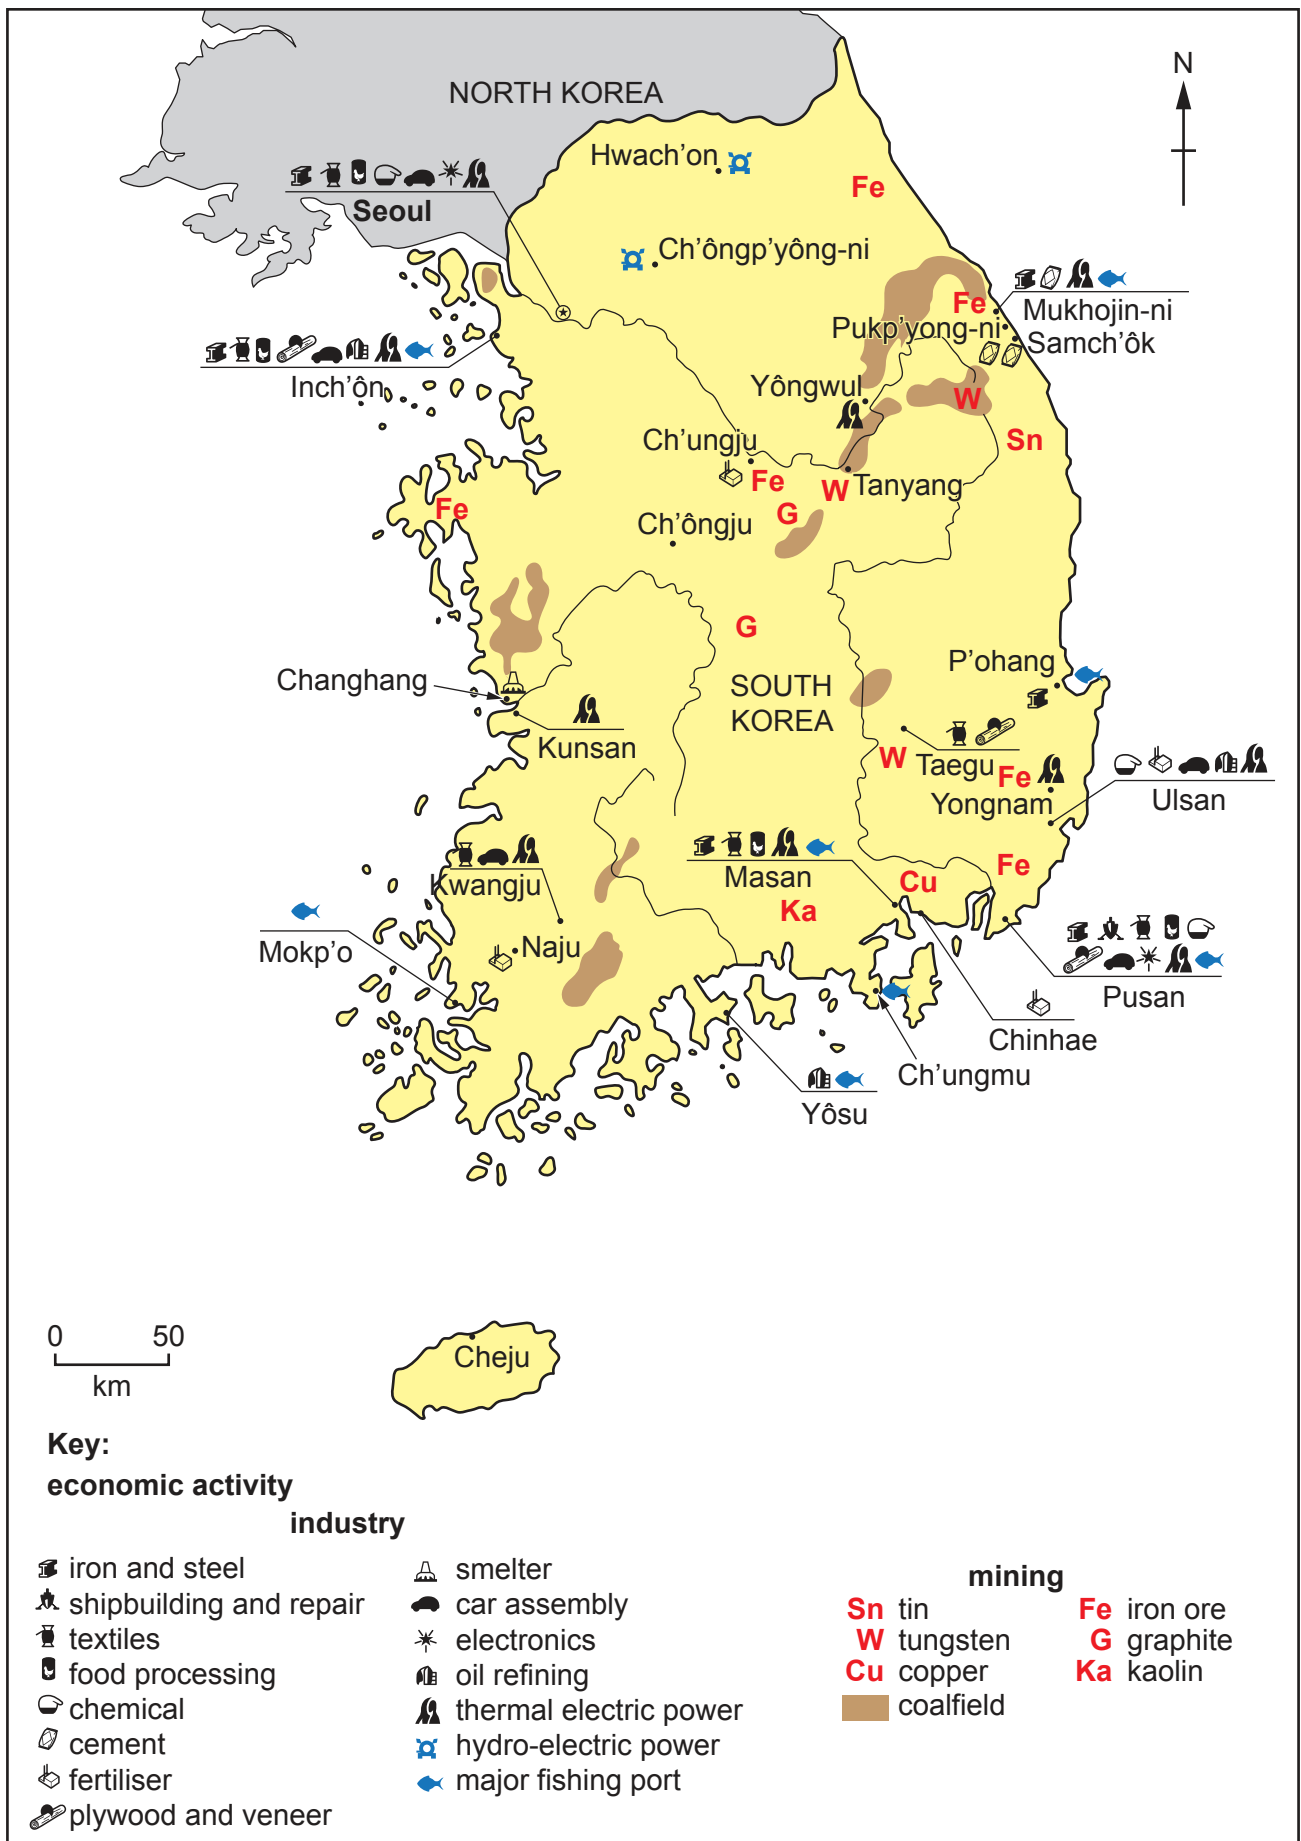 NORTH KOREA
N
Hwach'on
Fe
Seoul
Ch'ôngp'yông-ni
Fe
Mukhojin-ni
Pukp'yong-ni
Samch'ôk
Inch'ôn
Yôngwul
W
Sn
Ch'ungju
Fe
W
Tanyang
Fe
G
Ch'ôngju
G
P'ohang
Changhang
SOUTH
KOREA
Kunsan
W
Taegu
Fe
Yongnam
Ulsan
Kwangju
Masan
Cu
Fe
Ka
Mokp'o
Naju
Pusan
Chinhae
Ch'ungmu
Yôsu
Cheju
0 50
km
Key:
economic activity
industry
iron and steel
shipbuilding and repair
textiles
food processing
chemical
cement
fertiliser
plywood and veneer
smelter
car assembly
electronics
oil refining
thermal electric power
hydro-electric power
major fishing port
mining
Sn tin
W tungsten
Cu copper
coalfield
Fe iron ore
G graphite
Ka kaolin